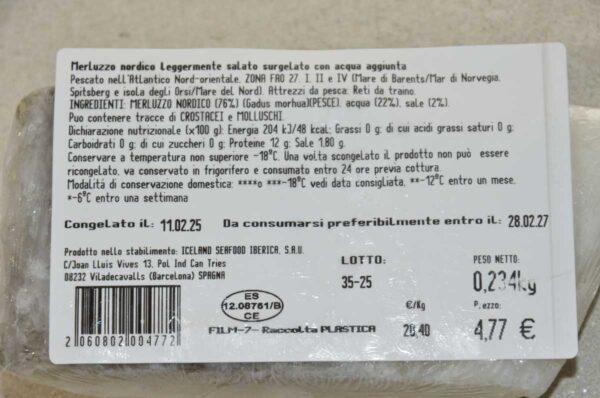 Merluzzo nordico Leggermente salato surgelato con acqua aggiunta
Pescato nell'Atlantico Nord-orientale. ZONA FAO 27. I. II e IV (Mare di Barents/Mar di Norvegia.
Spitsberg e isola degli Orsi/Mare del Nord). Attrezzi da pesca: Reti da traino.
INGREDIENTI: MERLUZZO NORDICO (76%) (Gadus morhua)(PESCE), acqua (22%), sale (2%).
Puo contenere tracce di CROSTACEI e MOLLUSCHI.
Dichiarazione nutrizionale (x100 g): Energia 204 kJ/48 kcal; Grassi 0 g; di cui acidi grassi saturi 0 g;
Carboidrati 0 g; di cui zuccheri 0 g; Proteine 12 g; Sale 1,80 g.
Conservare a temperatura non superiore -18ºC. Una volta scongelato il prodotto non può essere
ricongelato, va conservato in frigorifero e consumato entro 24 ore previa cottura.
Modalitá di conservazione domestica: ****o ***-18ºC vedi data consigliata, **-12ºC entro un mese,
*-6ºC entro una settimana
Congelato il: 11.02.25 Da consumarsi preferibilmente entro il: 28.02.27
Prodotto nello stabilimento: ICELAND SEAFOOD IBERICA, S.A.U.
C/Joan Lluis Vives 13. Pol Ind Can Tries
08232 Viladecavalls (Barcelona) SPAGNA
LOTTO:
35-25
PESO NETTO:
0,234kg
ES
12.08761/B
CE
€/Kg
20,40
P.ezzo:
4,77 €
FILM-7- Raccolta PLASTICA
2 060802 004772